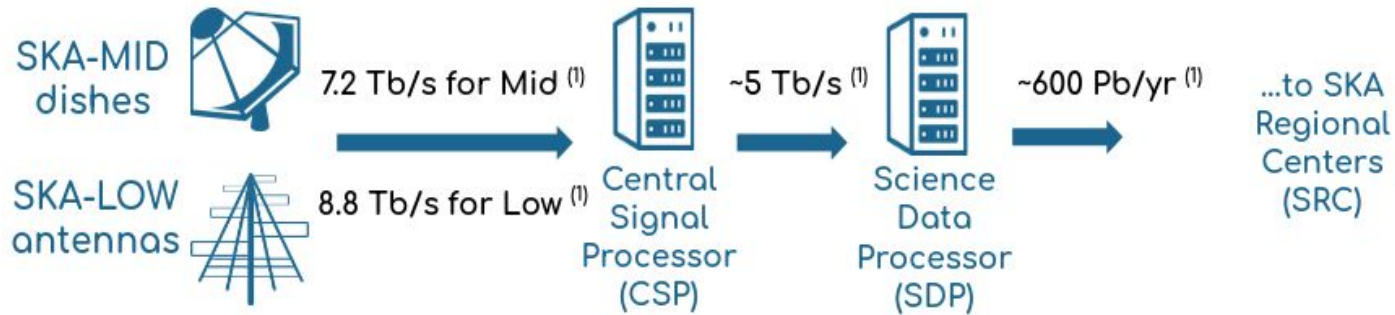 SKA-MID
dishes
7.2 Tb/s for Mid (1)
SKA-LOW
antennas
8.8 Tb/s for Low (1)
Central
Signal
Processor
(CSP)
~5 Tb/s (1)
Science
Data
Processor
(SDP)
~600 Pb/yr (1)
...to SKA
Regional
Centers
(SRC)